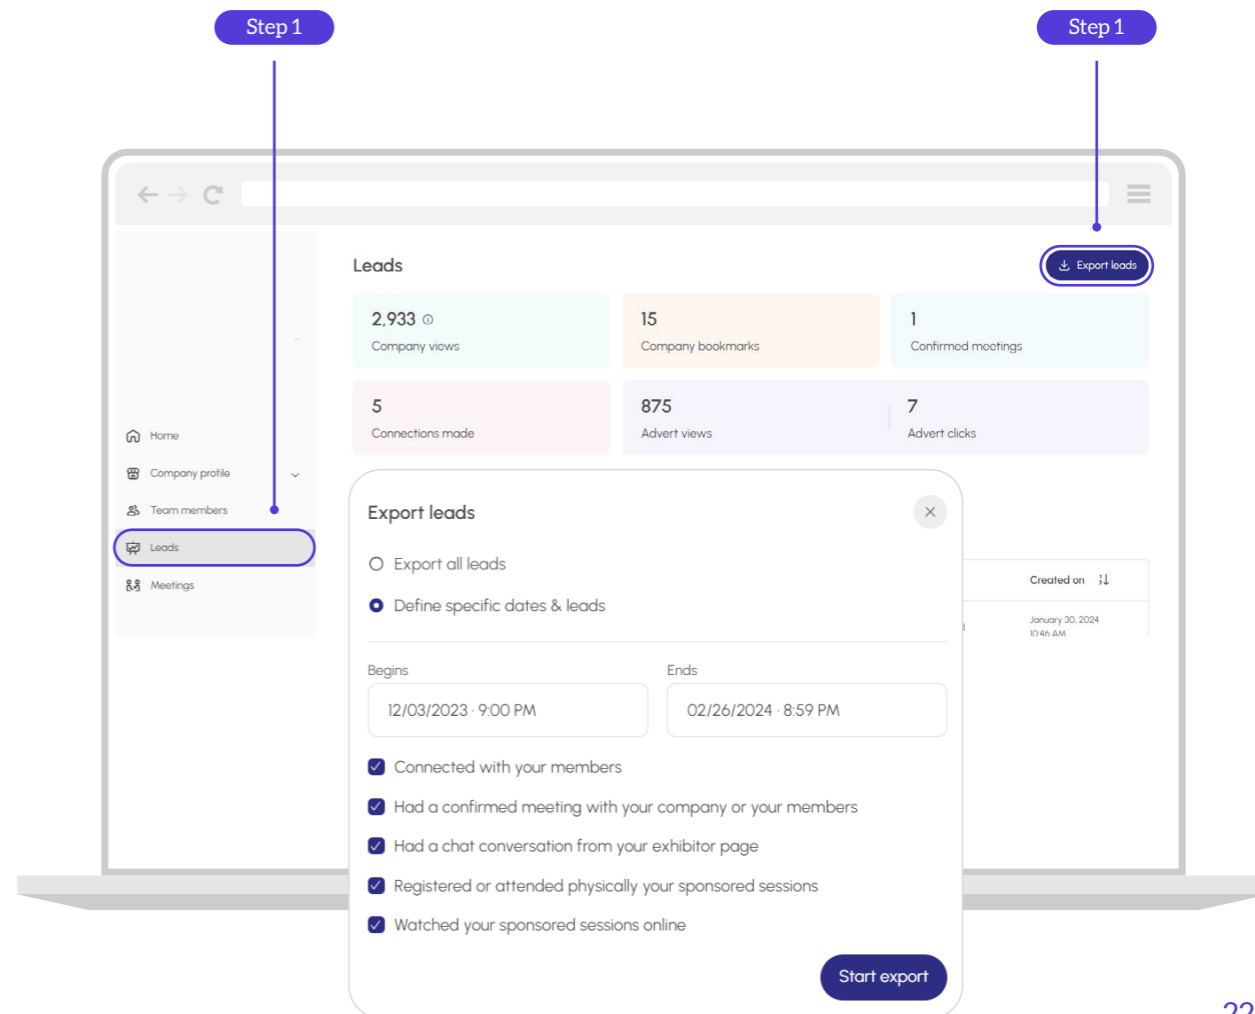 Step 1
Step 1
Leads
Export leads
2,933
Company views
15
Company bookmarks
1
Confirmed meetings
5
Connections made
875
Advert views
7
Advert clicks
Home
Company profile
Team members
Leads
Meetings
Export leads
Export all leads
Define specific dates & leads
Begins
Ends
12/03/2023 · 9:00 PM
02/26/2024 · 8:59 PM
Connected with your members
Had a confirmed meeting with your company or your members
Had a chat conversation from your exhibitor page
Registered or attended physically your sponsored sessions
Watched your sponsored sessions online
Start export
Created on
January 30, 2024
10:46 AM
22